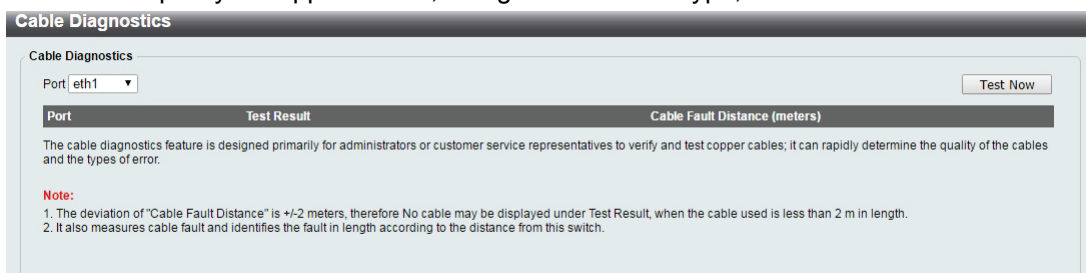 Cable Diagnostics
Cable Diagnostics
Port eth1 Test Now
Port Test Result Cable Fault Distance (meters)
The cable diagnostics feature is designed primarily for administrators or customer service representatives to verify and test copper cables; it can rapidly determine the quality of the cables
and the types of error.
Note:
1. The deviation of "Cable Fault Distance" is +/-2 meters, therefore No cable may be displayed under Test Result, when the cable used is less than 2 m in length.
2. It also measures cable fault and identifies the fault in length according to the distance from this switch.